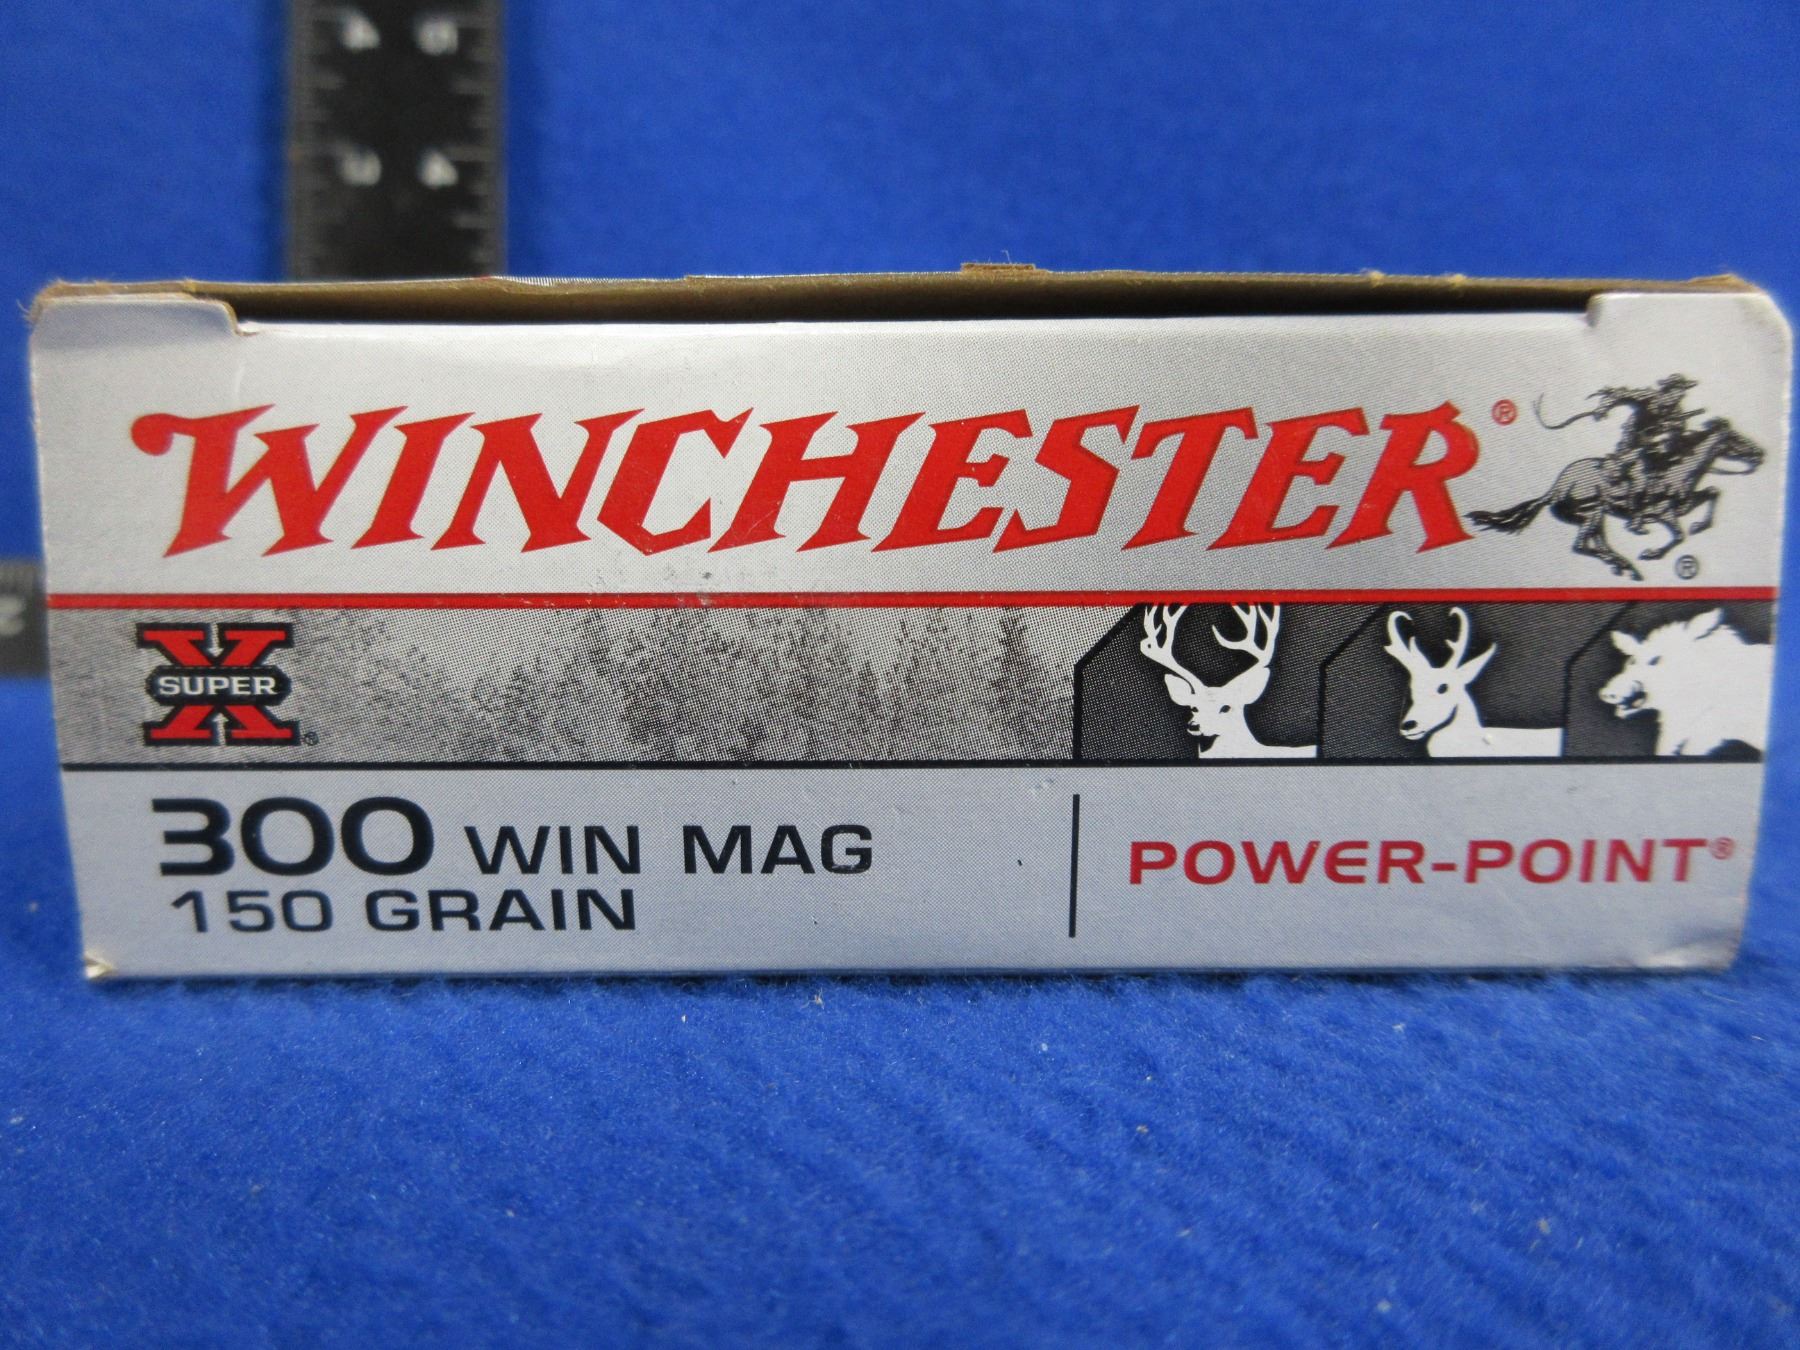 WINCHESTER®
®
SUPER X®
300 WIN MAG
150 GRAIN
POWER-POINT®